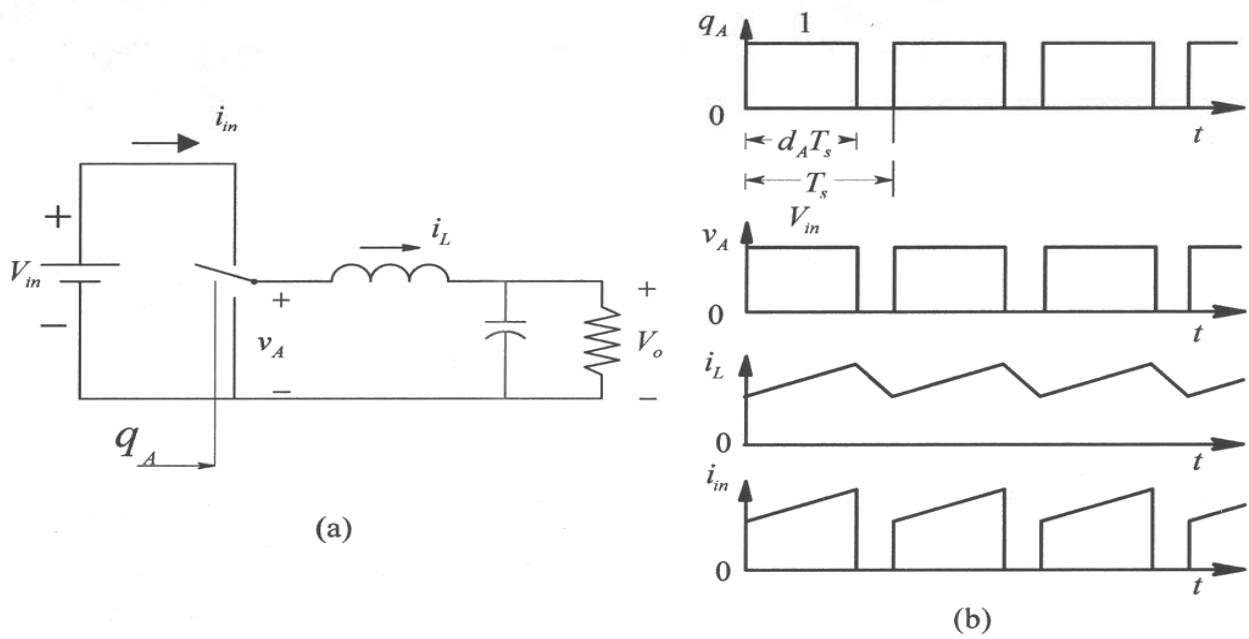 i_in
+
V_in
−
i_L
+
v_A
−
+
V_o
−
q_A
(a)
q_A
1
0
t
d_A T_s
T_s
v_A
V_in
0
t
i_L
0
t
i_in
0
t
(b)